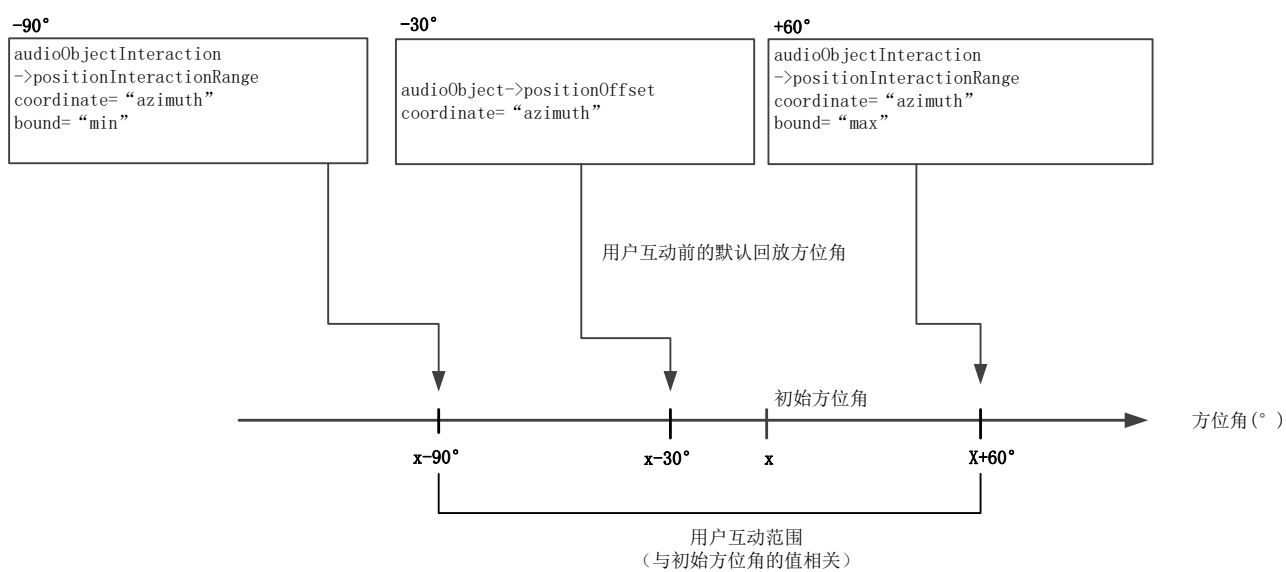 -90°
audioObjectInteraction
->positionInteractionRange
coordinate=“azimuth”
bound=“min”
-30°
audioObject->positionOffset
coordinate=“azimuth”
+60°
audioObjectInteraction
->positionInteractionRange
coordinate=“azimuth”
bound=“max”
用户互动前的默认回放方位角
初始方位角
方位角(°)
x-90°
x-30°
x
X+60°
用户互动范围
（与初始方位角的值相关）